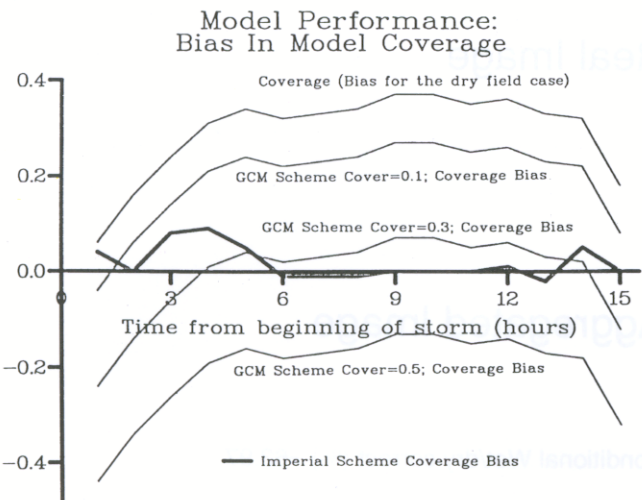 Model Performance:
Bias In Model Coverage
0.4
Coverage (Bias for the dry field case)
0.2
GCM Scheme Cover=0.1; Coverage Bias
GCM Scheme Cover=0.3; Coverage Bias
0.0
0 3 6 9 12 15
Time from beginning of storm (hours)
−0.2
GCM Scheme Cover=0.5; Coverage Bias
−0.4
Imperial Scheme Coverage Bias